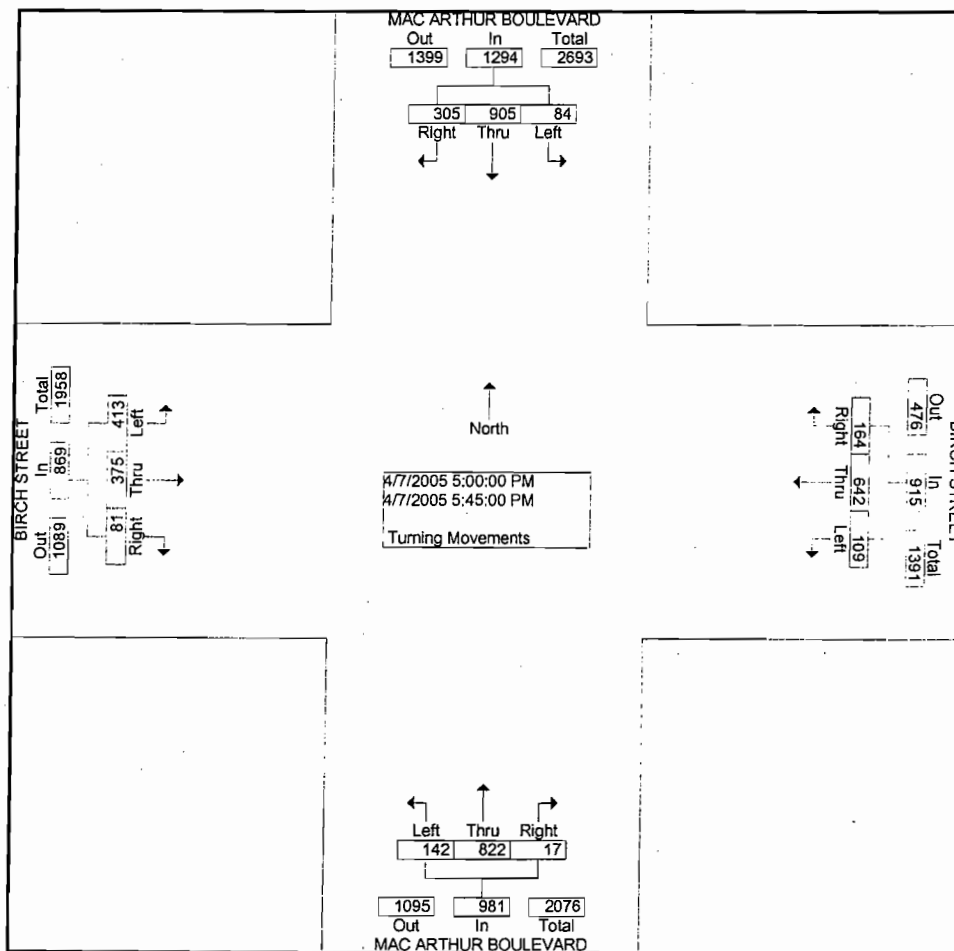 MAC ARTHUR BOULEVARD
Out In Total
1399 1294 2693
305 905 84
Right Thru Left
BIRCH STREET
Total In Out
1958 869 1089
413 375 81
Left Thru Right
North
4/7/2005 5:00:00 PM
4/7/2005 5:45:00 PM
Turning Movements
Right Thru Left
164 642 109
476 915 1391
Out In Total
BIRCH STREET
Left Thru Right
142 822 17
1095 981 2076
Out In Total
MAC ARTHUR BOULEVARD